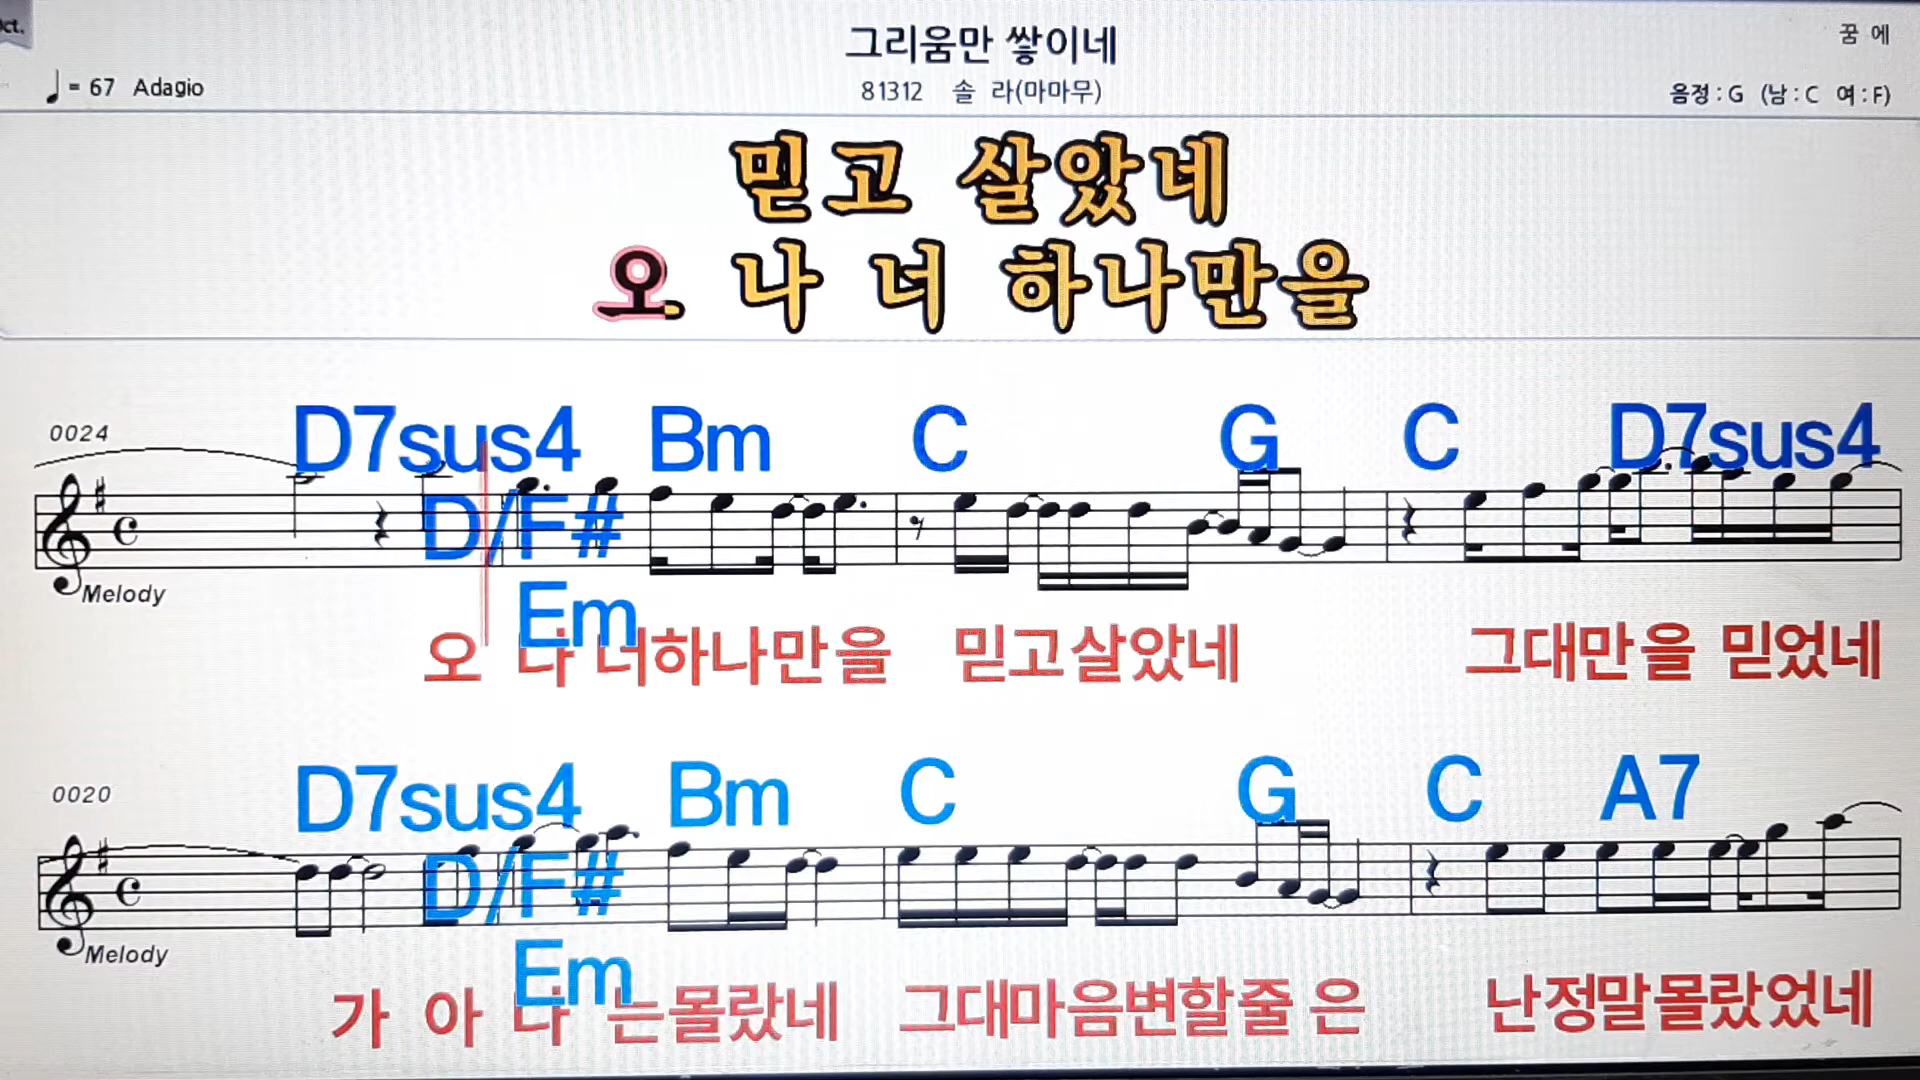 ct.
그리움만 쌓이네
꿈 에
♩= 67 Adagio
81312 솔 라(마마무)
음정 : G (남 : C 여 : F)
믿고 살았네
오 나 너 하나만을
0024
D7sus4 Bm C G C D7sus4
D/F#
Melody
Em
오 나 너하나만을 믿고살았네 그대만을 믿었네
0020
D7sus4 Bm C G C A7
D/F#
Melody
Em
가 아 나 는몰랐네 그대마음변할줄 은 난정말몰랐었네